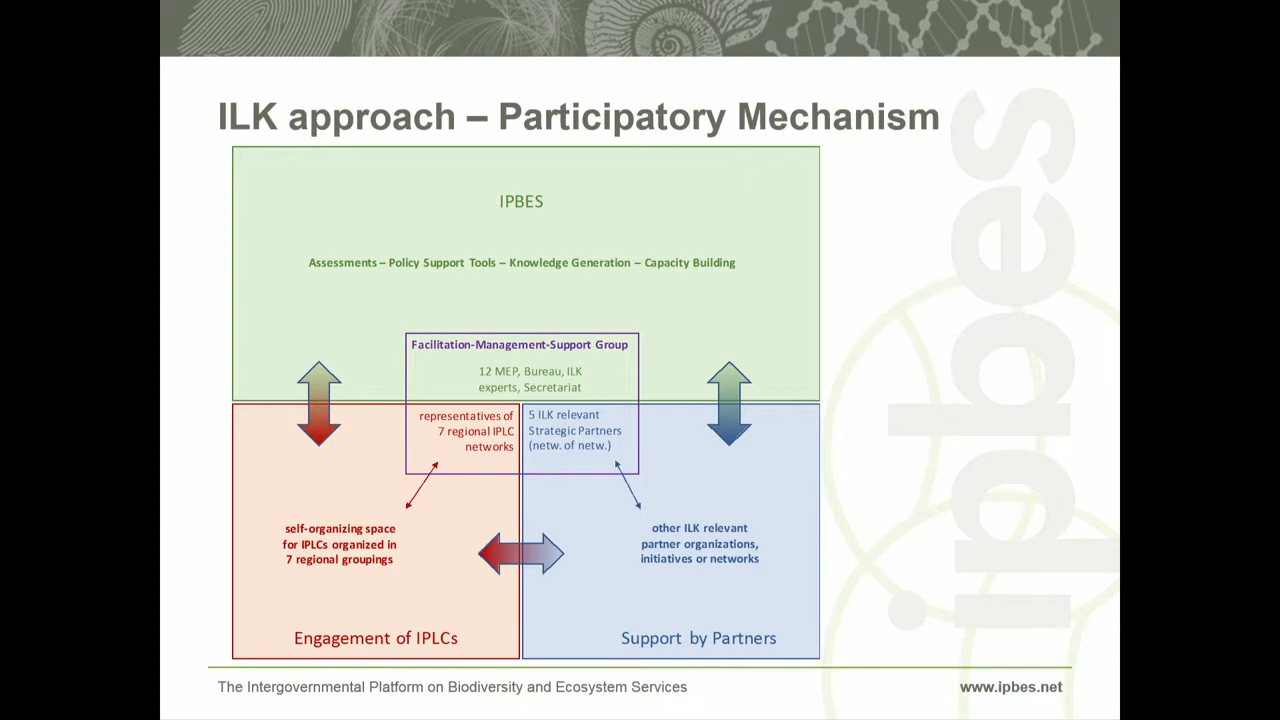 ILK approach – Participatory Mechanism
IPBES
Assessments – Policy Support Tools – Knowledge Generation – Capacity Building
Facilitation-Management-Support Group
12 MEP, Bureau, ILK
experts, Secretariat
representatives of
7 regional IPLC
networks
5 ILK relevant
Strategic Partners
(netw. of netw.)
self-organizing space
for IPLCs organized in
7 regional groupings
other ILK relevant
partner organizations,
initiatives or networks
Engagement of IPLCs
Support by Partners
ipbes
The Intergovernmental Platform on Biodiversity and Ecosystem Services
www.ipbes.net